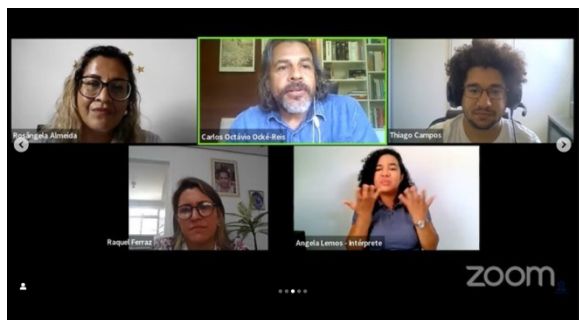 Rosângela Almeida
Carlos Octávio Ocké-Reis
Thiago Campos
Raquel Ferraz
Angela Lemos - Intérprete
zoom